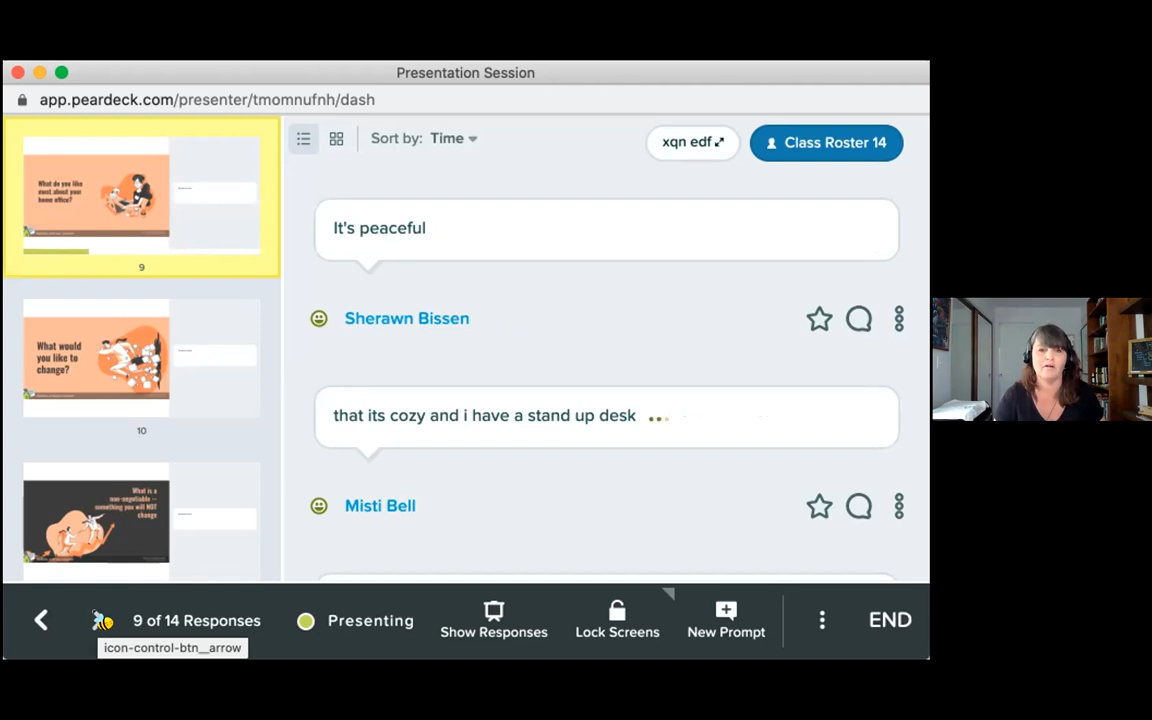 Presentation Session
app.peardeck.com/presenter/tmomnufnh/dash
Sort by: Time
xqn edf
Class Roster 14
What do you like
most about your
home office?
9
What would
you like to
change?
10
What is a
non-negotiable —
something you will NOT
change
It's peaceful
Sherawn Bissen
that its cozy and i have a stand up desk
Misti Bell
9 of 14 Responses
Presenting
Show Responses
Lock Screens
New Prompt
END
icon-control-btn__arrow